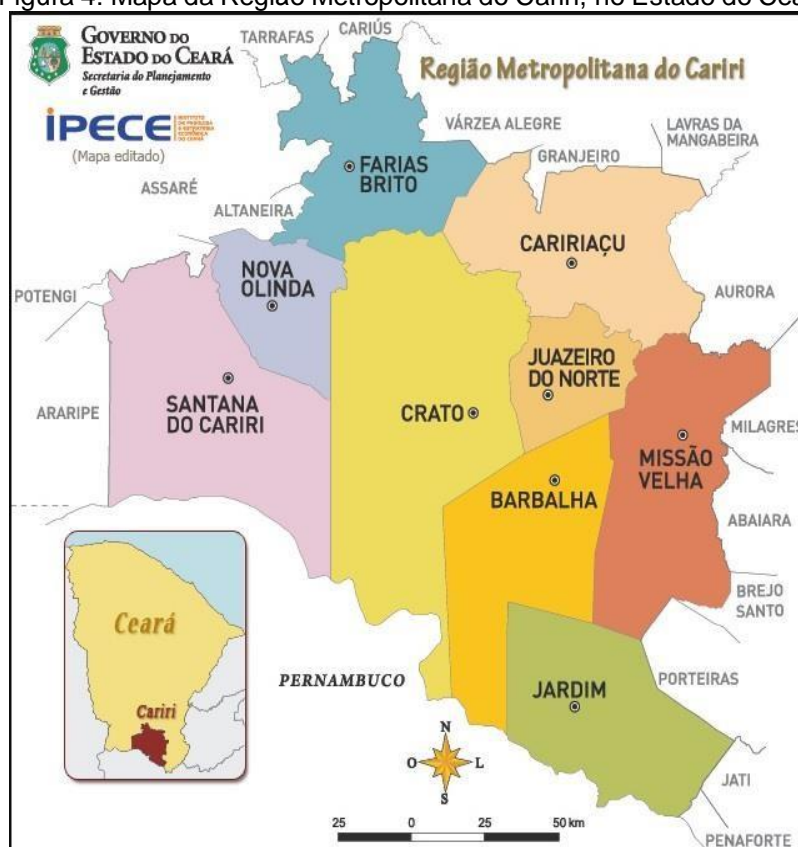 Figura 4: Mapa da Região Metropolitana do Cariri, no Estado do Cea
GOVERNO DO
ESTADO DO CEARÁ
Secretaria do Planejamento
e Gestão
IPECE
(Mapa editado)
Região Metropolitana do Cariri
TARRAFAS
CARIÚS
VÁRZEA ALEGRE
LAVRAS DA
MANGABEIRA
GRANJEIRO
ASSARÉ
ALTANEIRA
FARIAS
BRITO
CARIRIAÇU
NOVA
OLINDA
POTENGI
AURORA
JUAZEIRO
DO NORTE
SANTANA
DO CARIRI
ARARIPE
CRATO
MILAGRES
MISSÃO
VELHA
BARBALHA
ABAIARA
BREJO
SANTO
Ceará
Cariri
PERNAMBUCO
JARDIM
PORTEIRAS
N
O
L
S
JATI
PENAFORTE
25 0 25 50 km